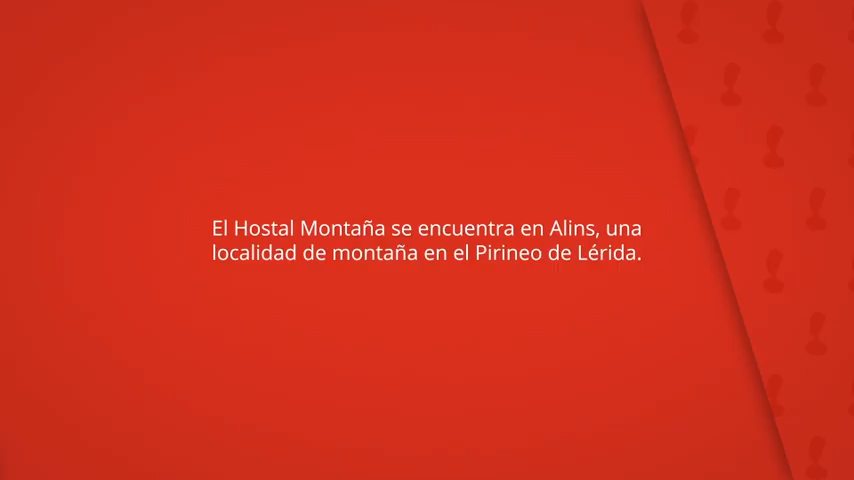 El Hostal Montaña se encuentra en Alins, una
localidad de montaña en el Pirineo de Lérida.